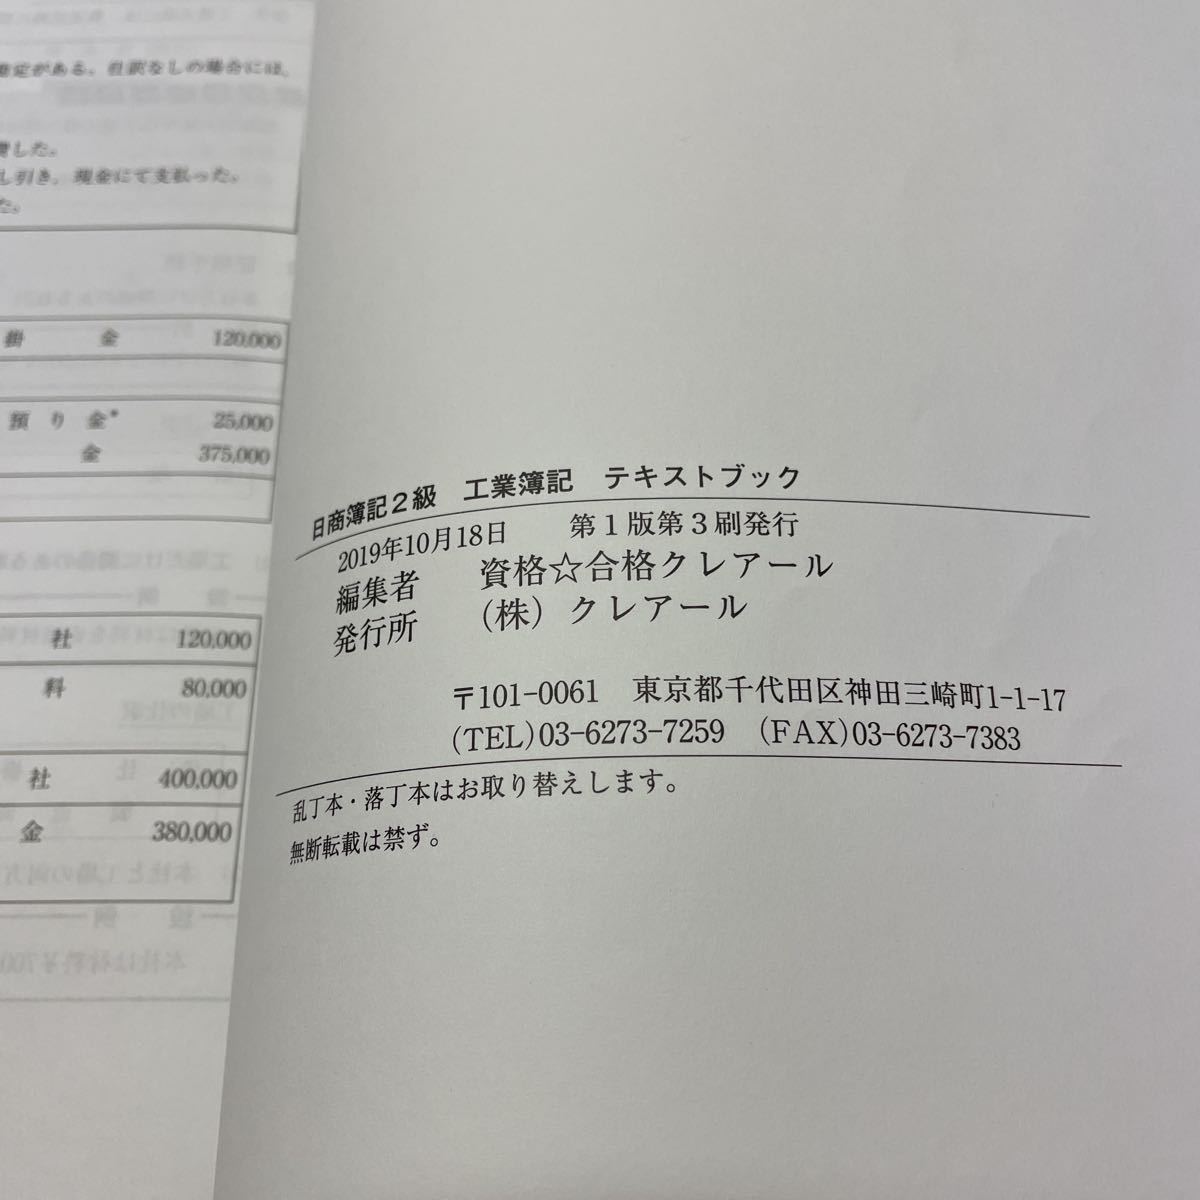 定がある。仕訳なしの場合には、
費した。
し引き、現金にて支払った。
た。
掛 金 120,000
預 り 金* 25,000
金 375,000
社 120,000
料 80,000
社 400,000
金 380,000
日商簿記2級 工業簿記 テキストブック
2019年10月18日 第1版第3刷発行
編集者 資格☆合格クレアール
発行所 (株) クレアール
〒101-0061 東京都千代田区神田三崎町1-1-17
(TEL)03-6273-7259 (FAX)03-6273-7383
乱丁本・落丁本はお取り替えします。
無断転載は禁ず。